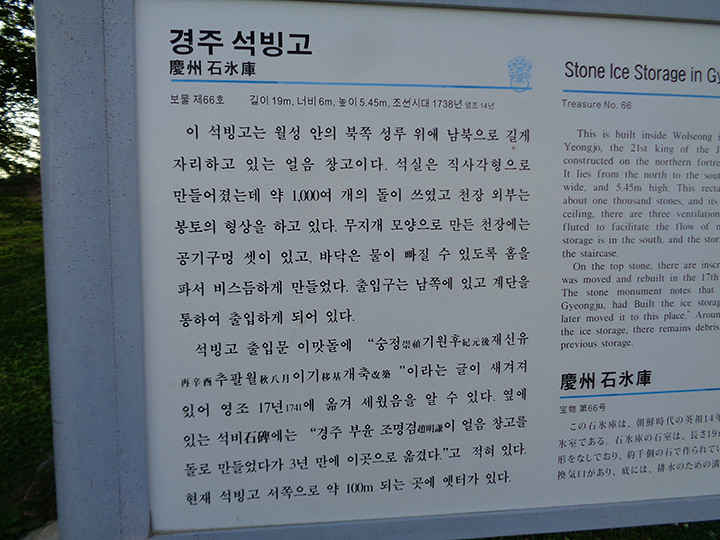 경주 석빙고
慶州 石氷庫
보물 제66호 길이 19m, 너비 6m, 높이 5.45m, 조선시대 1738년 영조 14년
이 석빙고는 월성 안의 북쪽 성루 위에 남북으로 길게
자리하고 있는 얼음 창고이다. 석실은 직사각형으로
만들어졌는데 약 1,000여 개의 돌이 쓰였고 천장 외부는
봉토의 형상을 하고 있다. 무지개 모양으로 만든 천장에는
공기구멍 셋이 있고, 바닥은 물이 빠질 수 있도록 홈을
파서 비스듬하게 만들었다. 출입구는 남쪽에 있고 계단을
통하여 출입하게 되어 있다.
석빙고 출입문 이맛돌에 “숭정崇禎기원후紀元後재신유
再辛酉추팔월秋八月이기移基개축改築 ”이라는 글이 새겨져
있어 영조 17년1741에 옮겨 세웠음을 알 수 있다. 옆에
있는 석비石碑에는 “경주 부윤 조명겸趙明謙이 얼음 창고를
돌로 만들었다가 3년 만에 이곳으로 옮겼다.”고 적혀 있다.
현재 석빙고 서쪽으로 약 100m 되는 곳에 옛터가 있다.
Stone Ice Storage in Gy
Treasure No. 66
This is built inside Wolseong i
Yeongjo, the 21st king of the J
constructed on the northern fortre
It lies from the north to the sou
wide, and 5.45m high. This recta
about one thousand stones, and its
ceiling, there are three ventilation
fluted to facilitate the flow of m
storage is in the south, and the stor
the staircase.
On the top stone, there are inscr
was moved and rebuilt in the 17th
The stone monument notes that
Gyeongju, had Built the ice storag
later moved it to this place.” Aroun
the ice storage, there remains debris
previous storage.
慶州 石氷庫
宝物 第66号
この石氷庫は、朝鮮時代の英祖14年
氷室である。石氷庫の石室は、長さ19m
形をなしており、約千個の石で作られてい
換気口があり、底には、排水のための溝